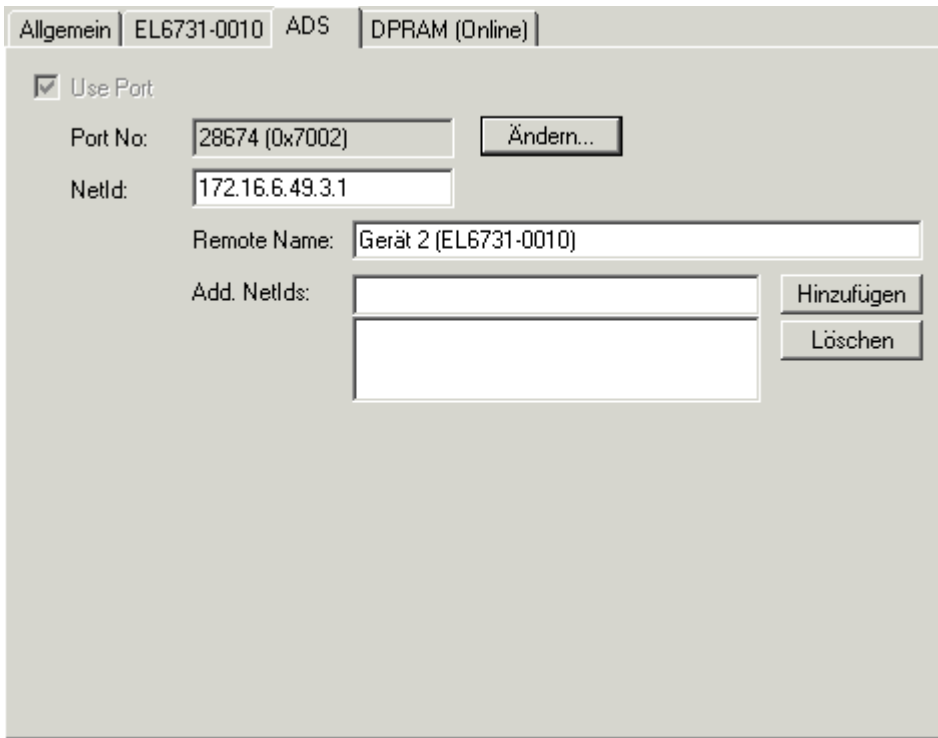 Allgemein EL6731-0010 ADS DPRAM (Online)
Use Port
Port No: 28674 (0x7002) Ändern...
NetId: 172.16.6.49.3.1
Remote Name: Gerät 2 (EL6731-0010)
Add. NetIds: Hinzufügen
Löschen